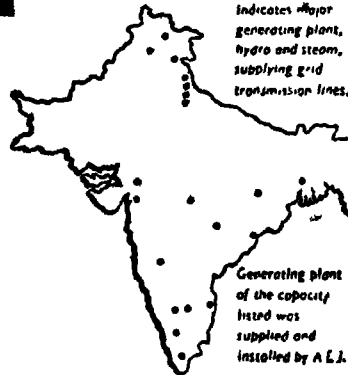 Indicates Major
generating plant,
hydro and steam,
supplying grid
transmission lines.
Generating plant
of the capacity
listed was
supplied and
installed by A E I.